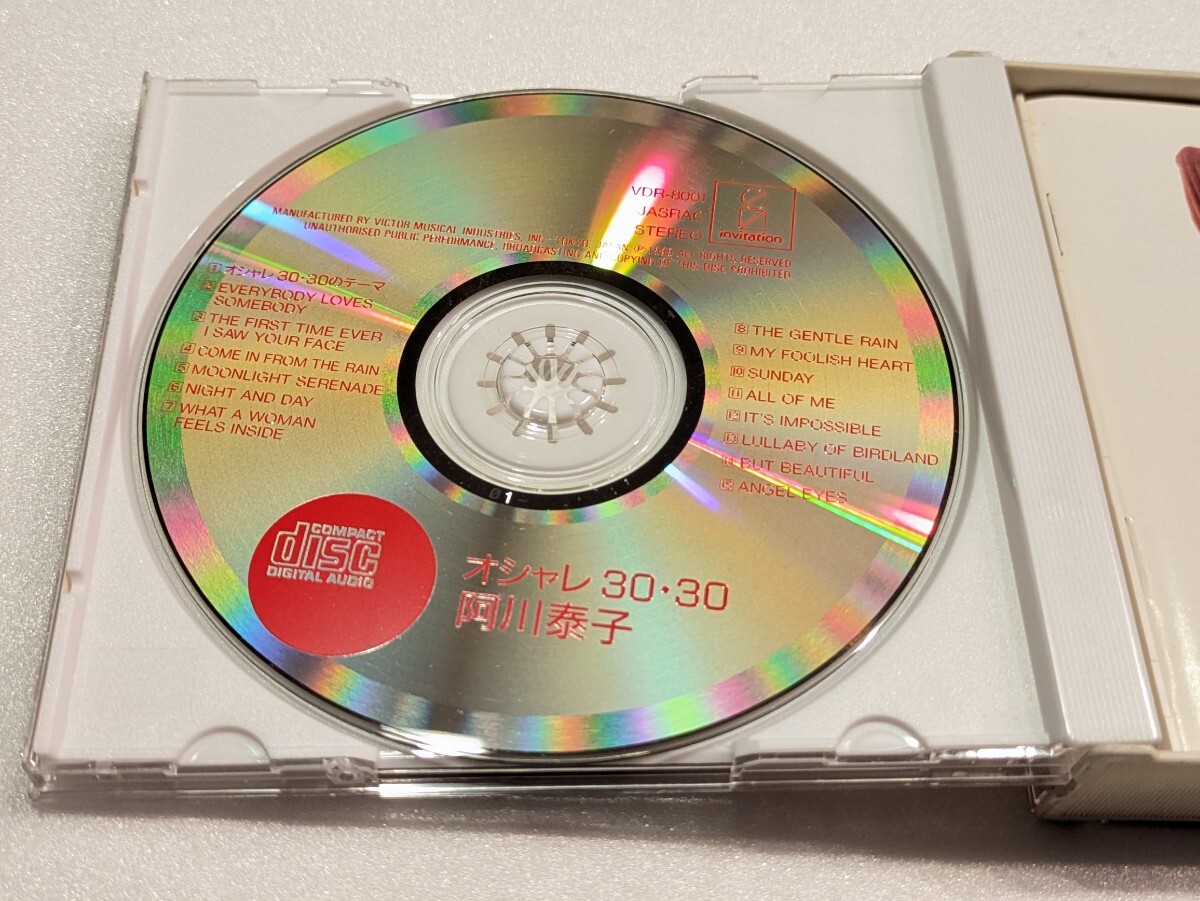 VDR-8001
JASRAC
STEREO
invitation
MANUFACTURED BY VICTOR MUSICAL INDUSTRIES, INC. TOKYO, JAPAN ALL RIGHTS RESERVED
UNAUTHORISED PUBLIC PERFORMANCE, BROADCASTING AND COPYING OF THIS DISC PROHIBITED
1 オシャレ 30・30のテーマ
2 EVERYBODY LOVES
SOMEBODY
3 THE FIRST TIME EVER
I SAW YOUR FACE
4 COME IN FROM THE RAIN
5 MOONLIGHT SERENADE
6 NIGHT AND DAY
7 WHAT A WOMAN
FEELS INSIDE
8 THE GENTLE RAIN
9 MY FOOLISH HEART
10 SUNDAY
11 ALL OF ME
12 IT'S IMPOSSIBLE
13 LULLABY OF BIRDLAND
14 BUT BEAUTIFUL
15 ANGEL EYES
COMPACT
disc
DIGITAL AUDIO
オシャレ 30・30
阿川泰子